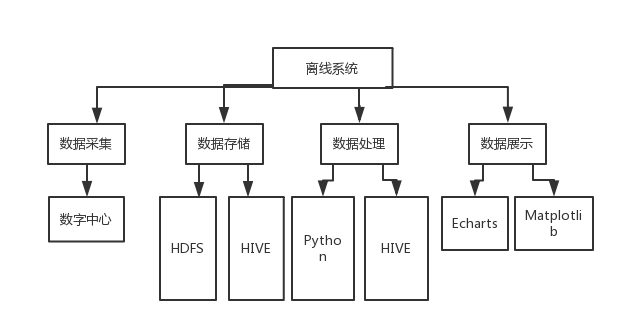 离线系统
数据采集
数据存储
数据处理
数据展示
数字中心
HDFS
HIVE
Pytho
n
HIVE
Echarts
Matplotli
b